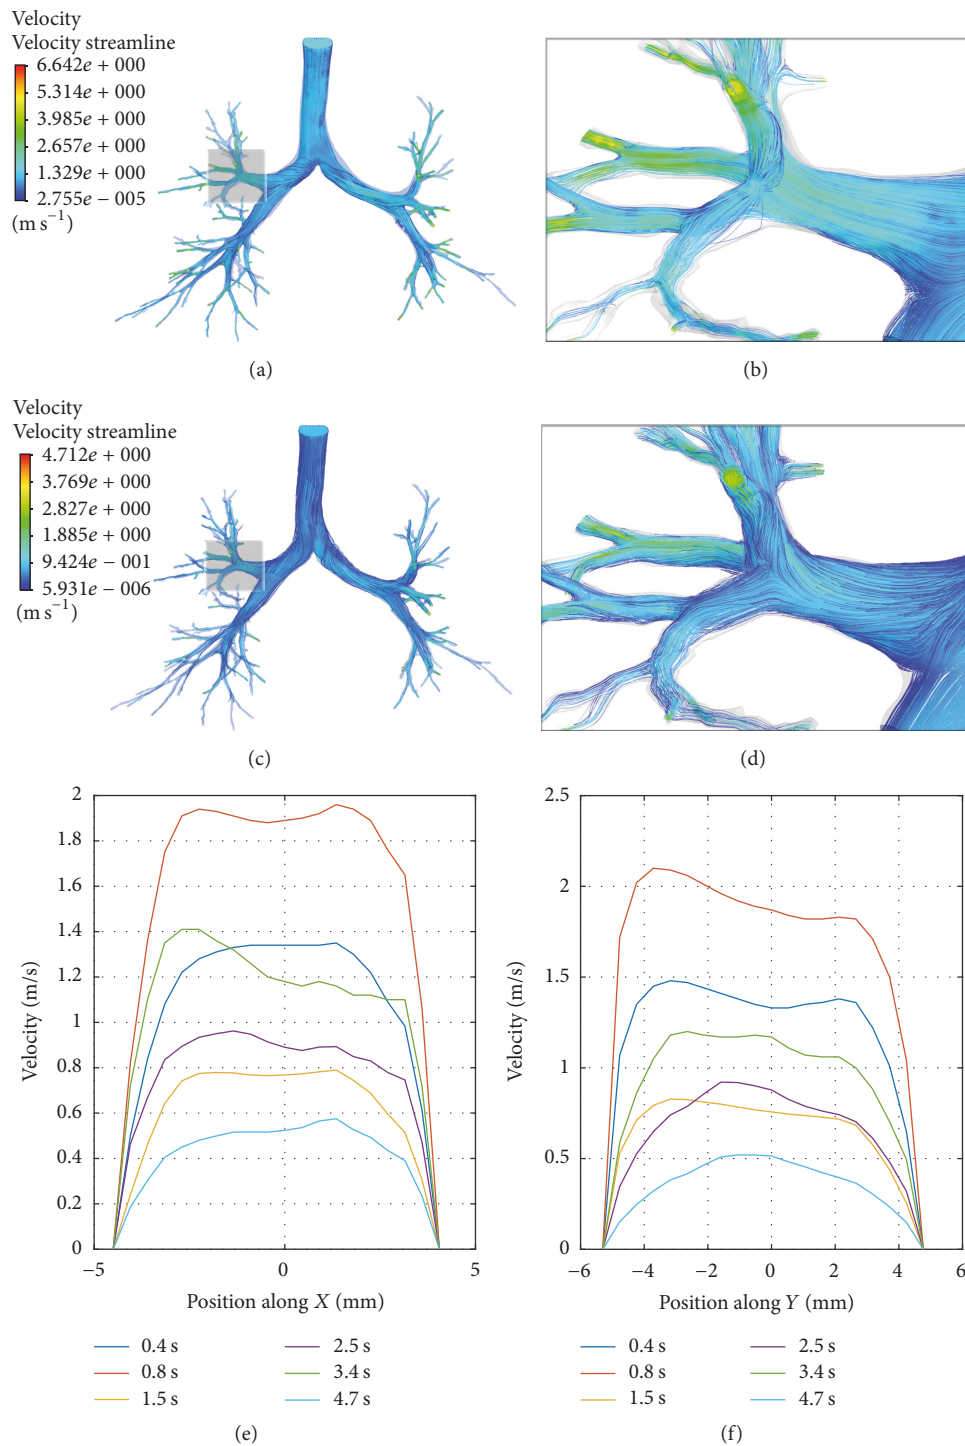 Velocity
Velocity streamline
6.642e + 000
5.314e + 000
3.985e + 000
2.657e + 000
1.329e + 000
2.755e − 005
(m s⁻¹)
(a)
(b)
Velocity
Velocity streamline
4.712e + 000
3.769e + 000
2.827e + 000
1.885e + 000
9.424e − 001
5.931e − 006
(m s⁻¹)
(c)
(d)
2
1.8
1.6
1.4
1.2
1
0.8
0.6
0.4
0.2
0
Velocity (m/s)
−5
0
5
Position along X (mm)
0.4 s
2.5 s
0.8 s
3.4 s
1.5 s
4.7 s
(e)
2.5
2
1.5
1
0.5
0
Velocity (m/s)
−6
−4
−2
0
2
4
6
Position along Y (mm)
0.4 s
2.5 s
0.8 s
3.4 s
1.5 s
4.7 s
(f)